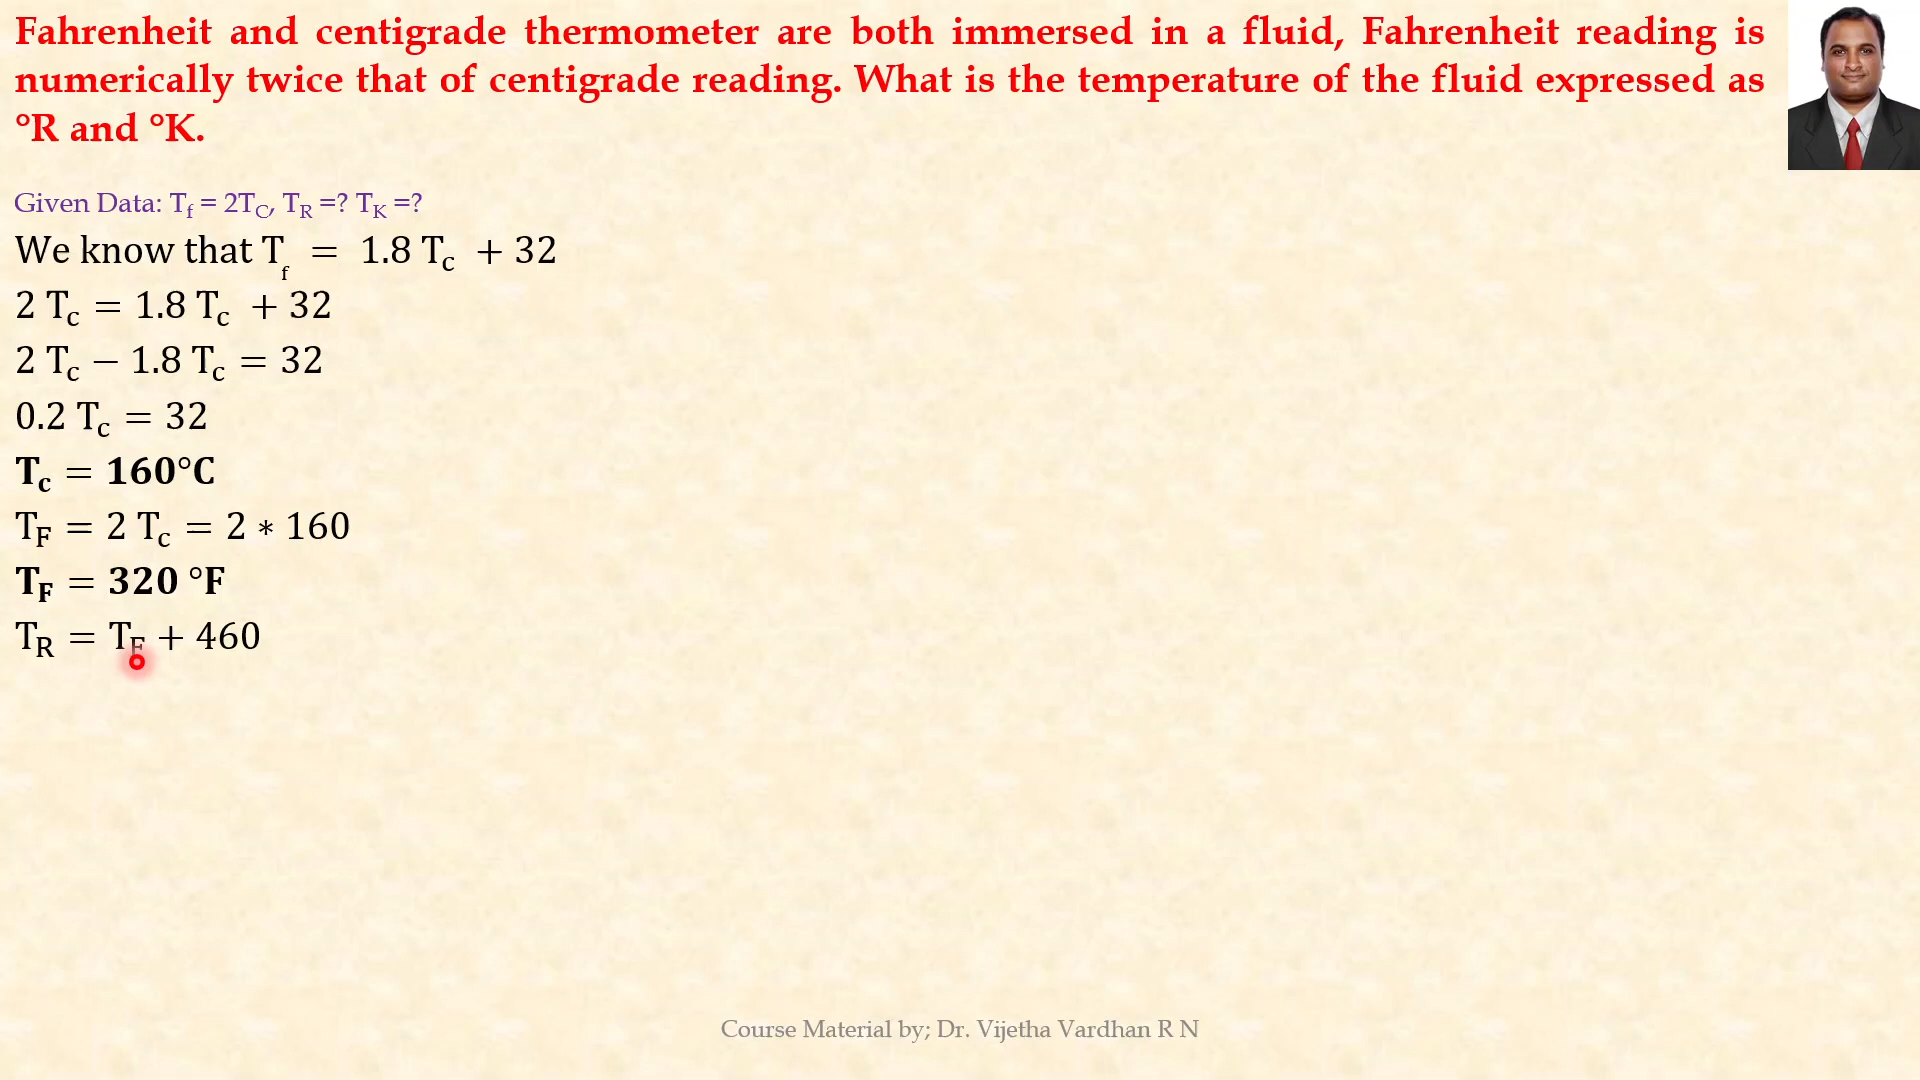 Fahrenheit and centigrade thermometer are both immersed in a fluid, Fahrenheit reading is
numerically twice that of centigrade reading. What is the temperature of the fluid expressed as
°R and °K.
Given Data: Tf = 2TC, TR =? TK =?
We know that Tf = 1.8 Tc + 32
2 Tc = 1.8 Tc + 32
2 Tc − 1.8 Tc = 32
0.2 Tc = 32
Tc = 160°C
TF = 2 Tc = 2 ∗ 160
TF = 320 °F
TR = TF + 460
Course Material by; Dr. Vijetha Vardhan R N